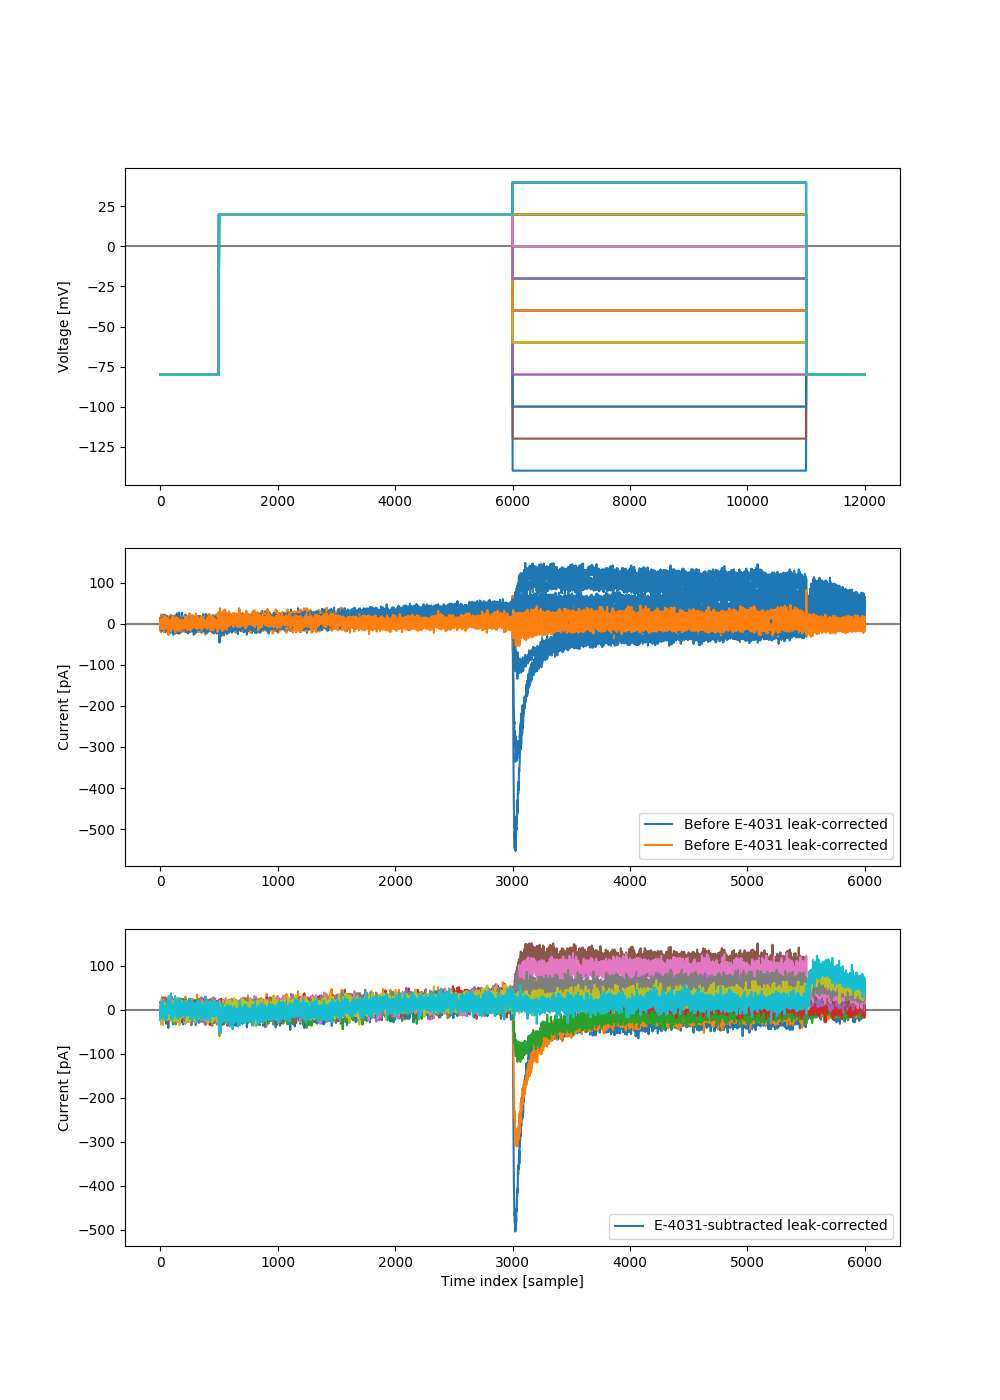 25
0
−25
−50
−75
−100
−125
Voltage [mV]
0 2000 4000 6000 8000 10000 12000
100
0
−100
−200
−300
−400
−500
Current [pA]
Before E-4031 leak-corrected
Before E-4031 leak-corrected
0 1000 2000 3000 4000 5000 6000
100
0
−100
−200
−300
−400
−500
Current [pA]
E-4031-subtracted leak-corrected
0 1000 2000 3000 4000 5000 6000
Time index [sample]